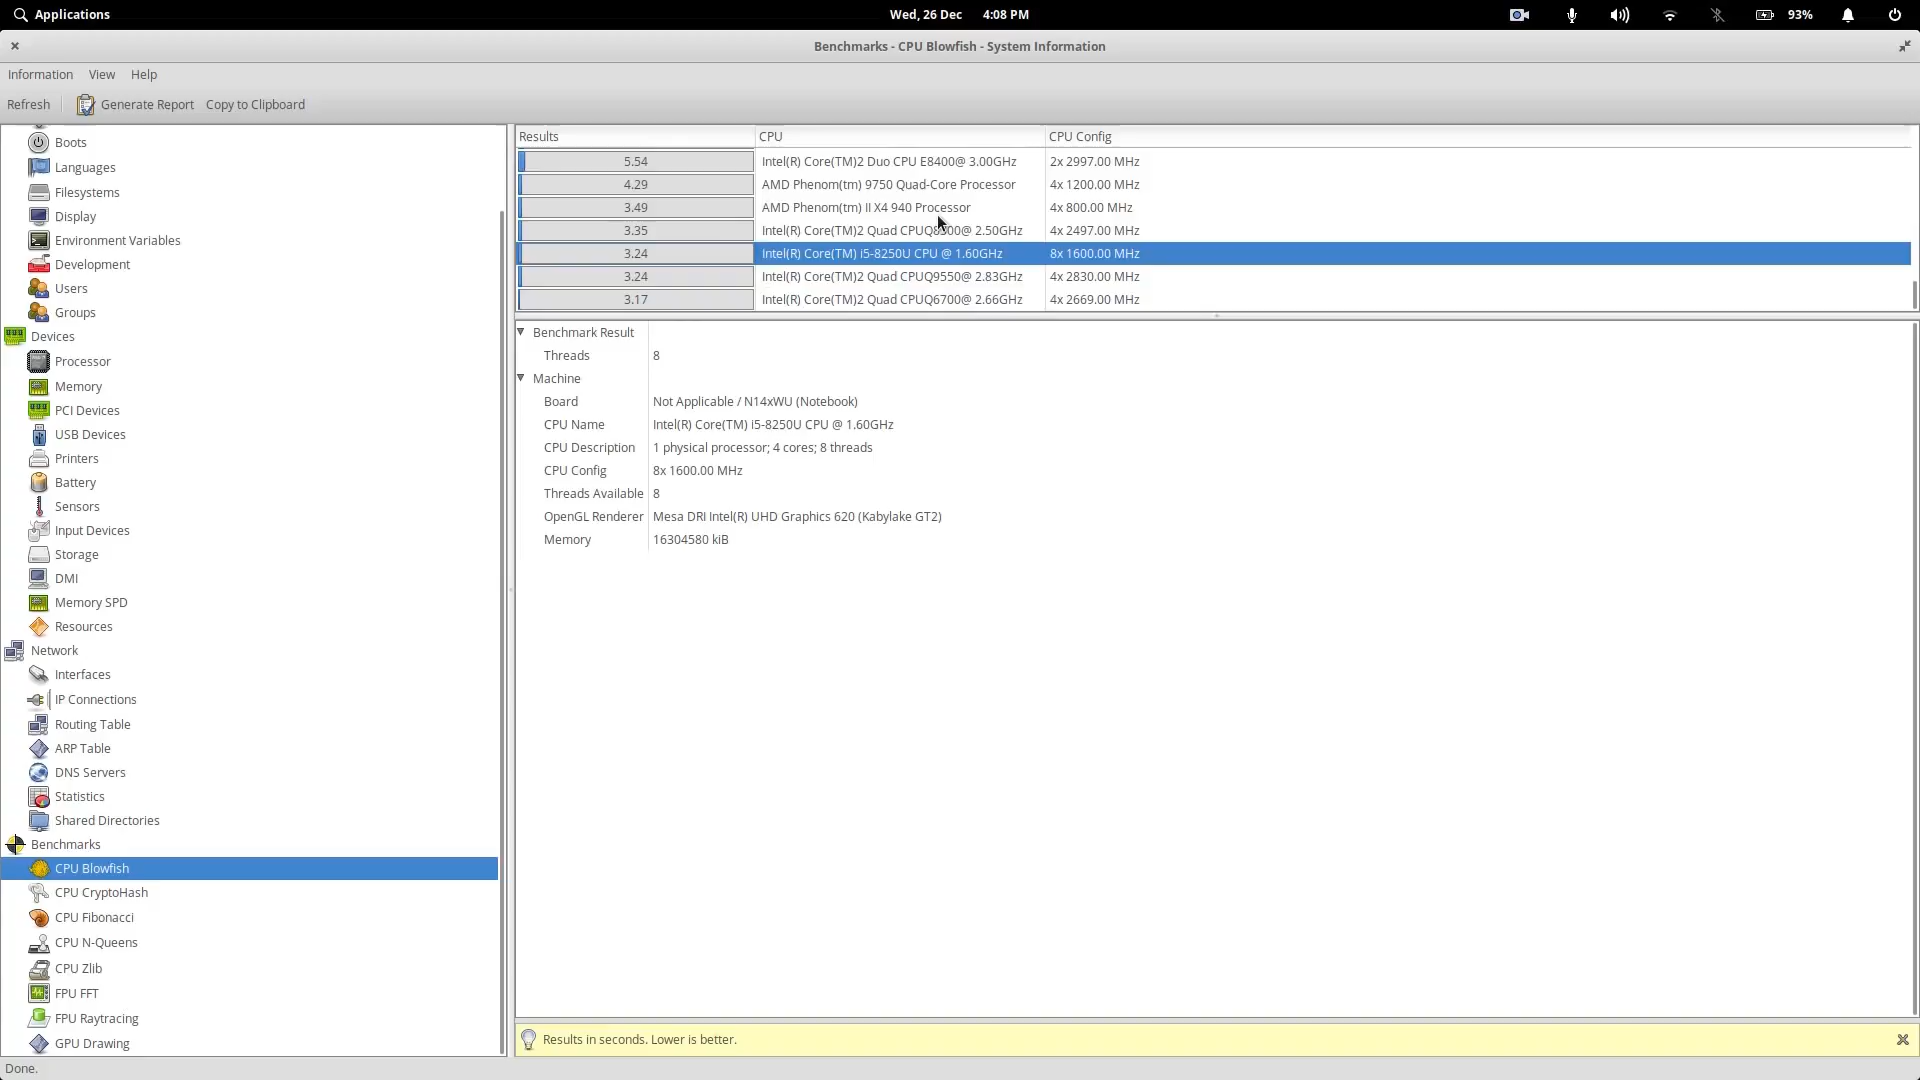 Applications
Wed, 26 Dec 4:08 PM
93%
Benchmarks - CPU Blowfish - System Information
Information View Help
Refresh Generate Report Copy to Clipboard
Boots
Languages
Filesystems
Display
Environment Variables
Development
Users
Groups
Devices
Processor
Memory
PCI Devices
USB Devices
Printers
Battery
Sensors
Input Devices
Storage
DMI
Memory SPD
Resources
Network
Interfaces
IP Connections
Routing Table
ARP Table
DNS Servers
Statistics
Shared Directories
Benchmarks
CPU Blowfish
CPU CryptoHash
CPU Fibonacci
CPU N-Queens
CPU Zlib
FPU FFT
FPU Raytracing
GPU Drawing
Results CPU CPU Config
5.54 Intel(R) Core(TM)2 Duo CPU E8400@ 3.00GHz 2x 2997.00 MHz
4.29 AMD Phenom(tm) 9750 Quad-Core Processor 4x 1200.00 MHz
3.49 AMD Phenom(tm) II X4 940 Processor 4x 800.00 MHz
3.35 Intel(R) Core(TM)2 Quad 2.50GHz 4x 2497.00 MHz
3.24 Intel(R) Core(TM) i5-8250U CPU @ 1.60GHz 8x 1600.00 MHz
3.24 Intel(R) Core(TM)2 Quad CPUQ9550@ 2.83GHz 4x 2830.00 MHz
3.17 Intel(R) Core(TM)2 Quad CPUQ6700@ 2.66GHz 4x 2669.00 MHz
Benchmark Result
Threads 8
Machine
Board Not Applicable / N14xWU (Notebook)
CPU Name Intel(R) Core(TM) i5-8250U CPU @ 1.60GHz
CPU Description 1 physical processor; 4 cores; 8 threads
CPU Config 8x 1600.00 MHz
Threads Available 8
OpenGL Renderer Mesa DRI Intel(R) UHD Graphics 620 (Kabylake GT2)
Memory 16304580 kiB
Results in seconds. Lower is better.
Done.